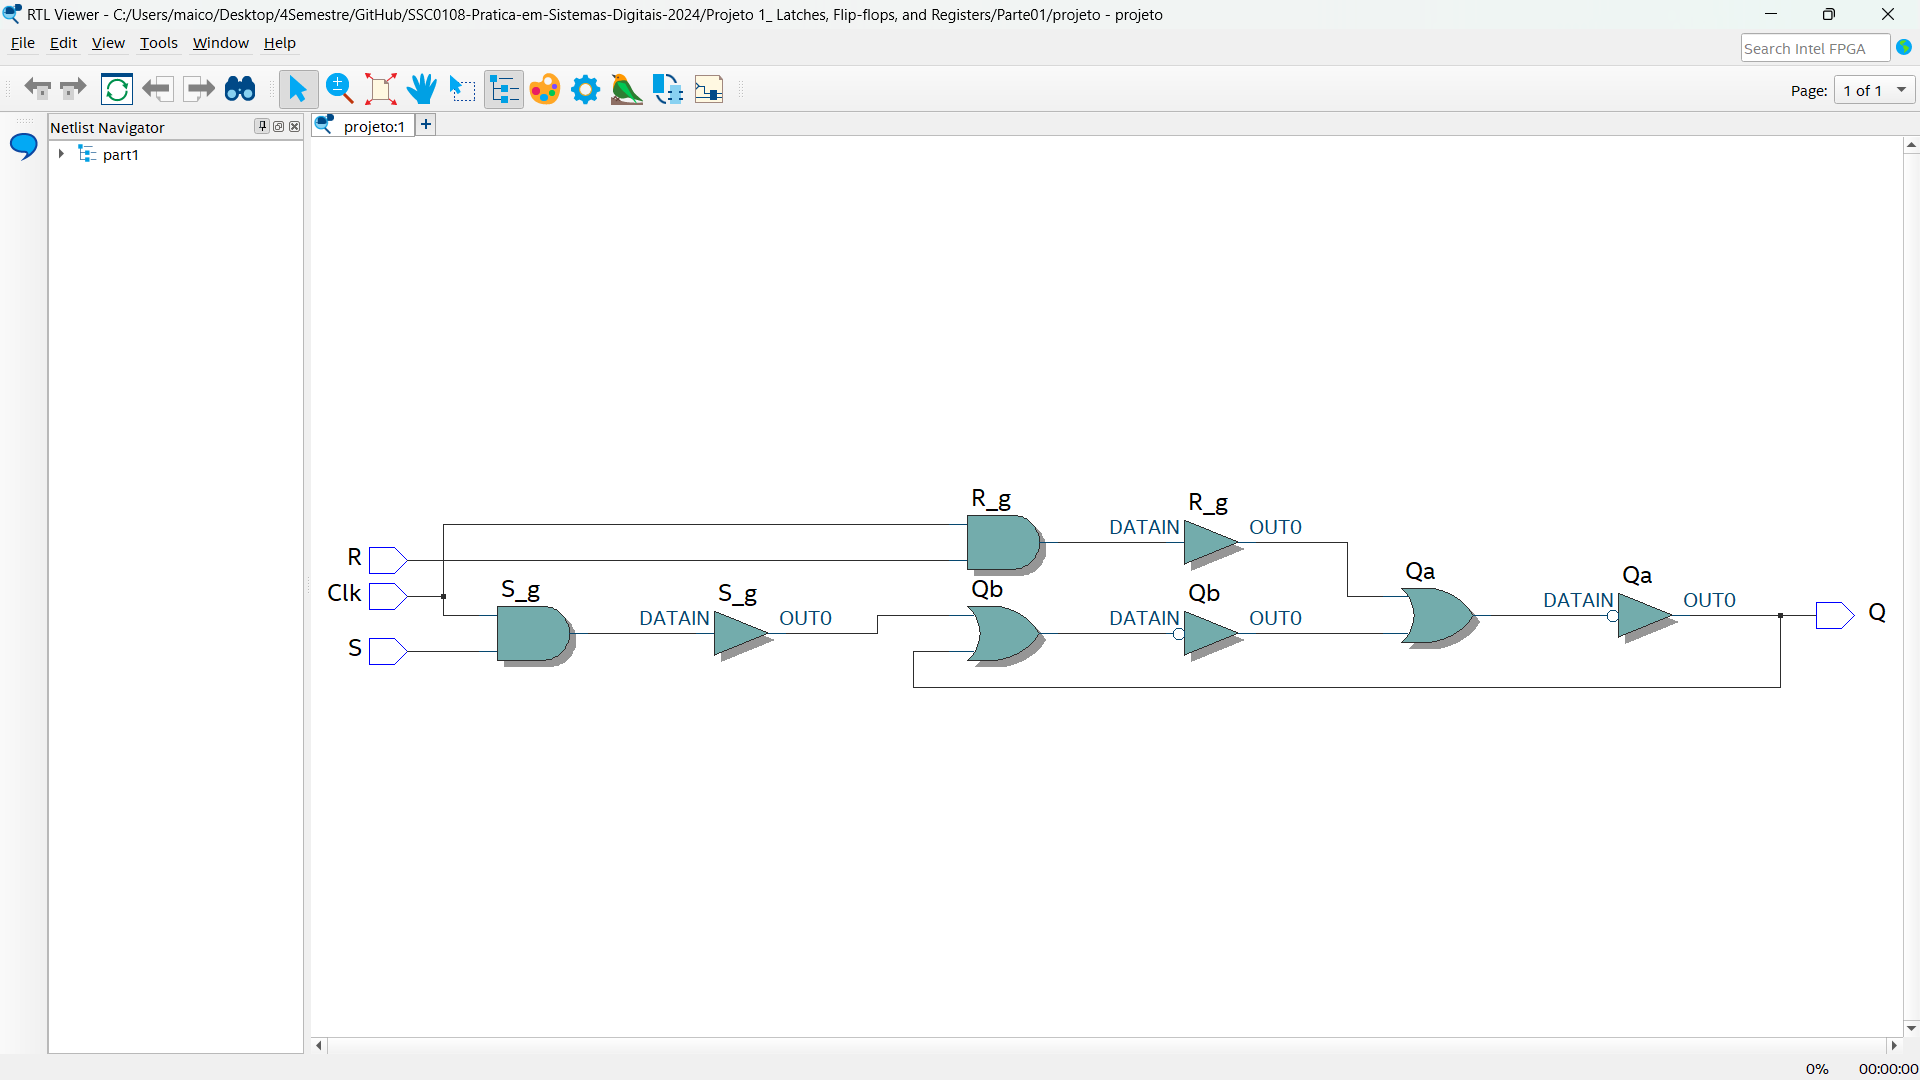 RTL Viewer - C:/Users/maico/Desktop/4Semestre/GitHub/SSC0108-Pratica-em-Sistemas-Digitais-2024/Projeto 1_ Latches, Flip-flops, and Registers/Parte01/projeto - projeto
File Edit View Tools Window Help
Search Intel FPGA
Page: 1 of 1
Netlist Navigator
projeto:1 +
part1
R_g R_g
DATAIN OUT0
R
Clk
Qa Qa
S_g S_g Qb Qb
DATAIN OUT0
DATAIN OUT0 DATAIN OUT0
Q
S
0% 00:00:00